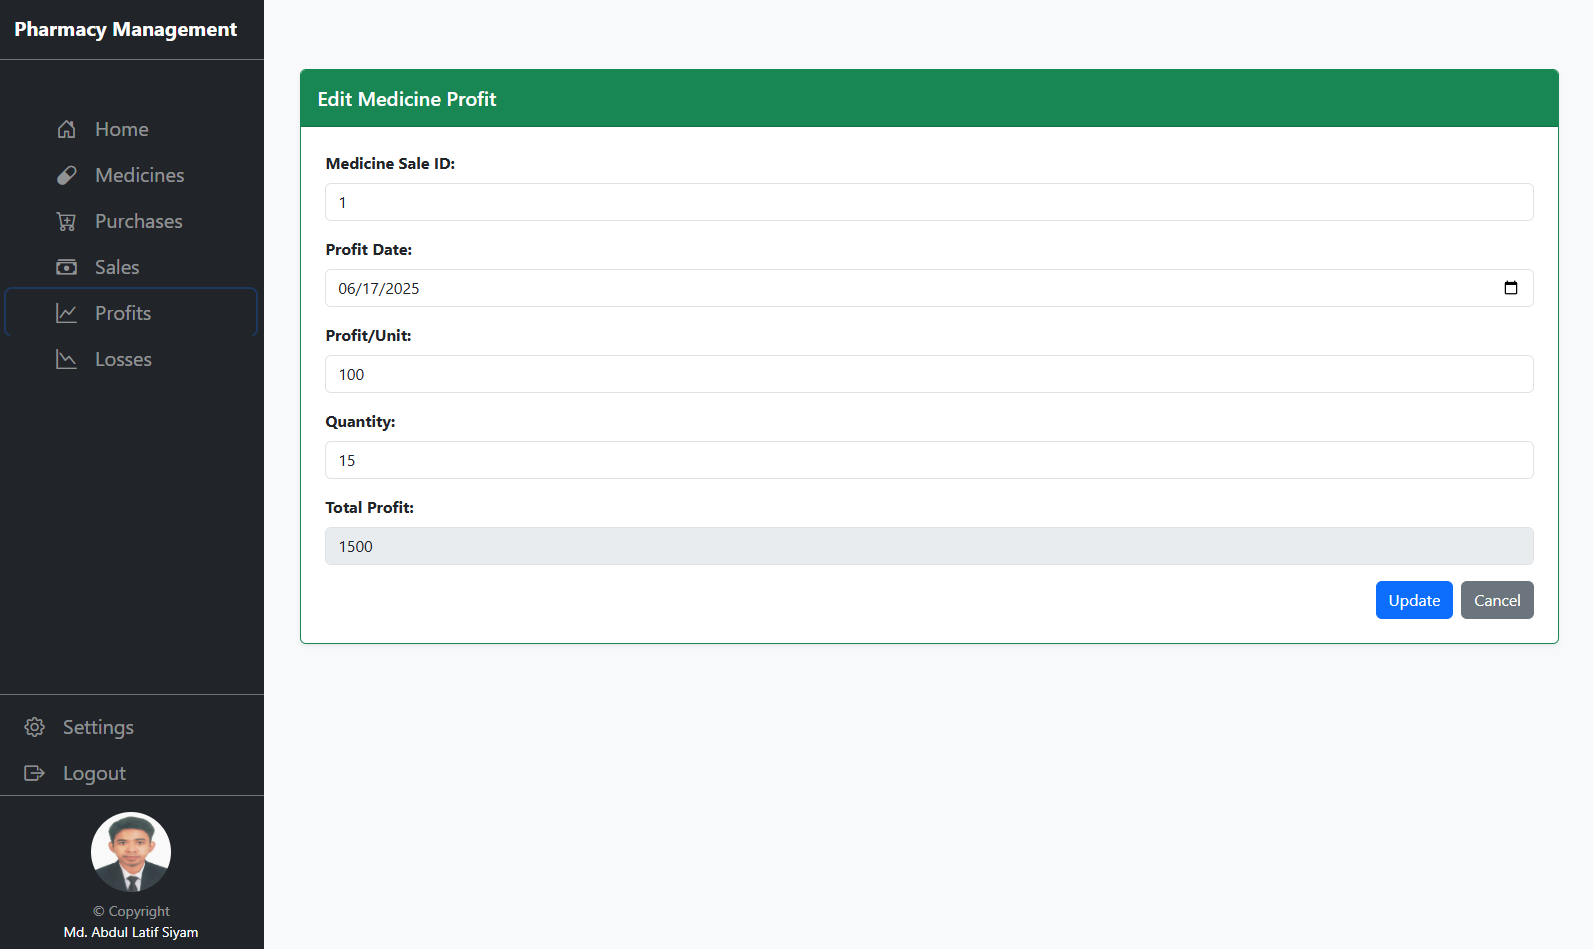 Pharmacy Management
Home
Medicines
Purchases
Sales
Profits
Losses
Settings
Logout
© Copyright
Md. Abdul Latif Siyam
Edit Medicine Profit
Medicine Sale ID:
1
Profit Date:
06/17/2025
Profit/Unit:
100
Quantity:
15
Total Profit:
1500
Update Cancel